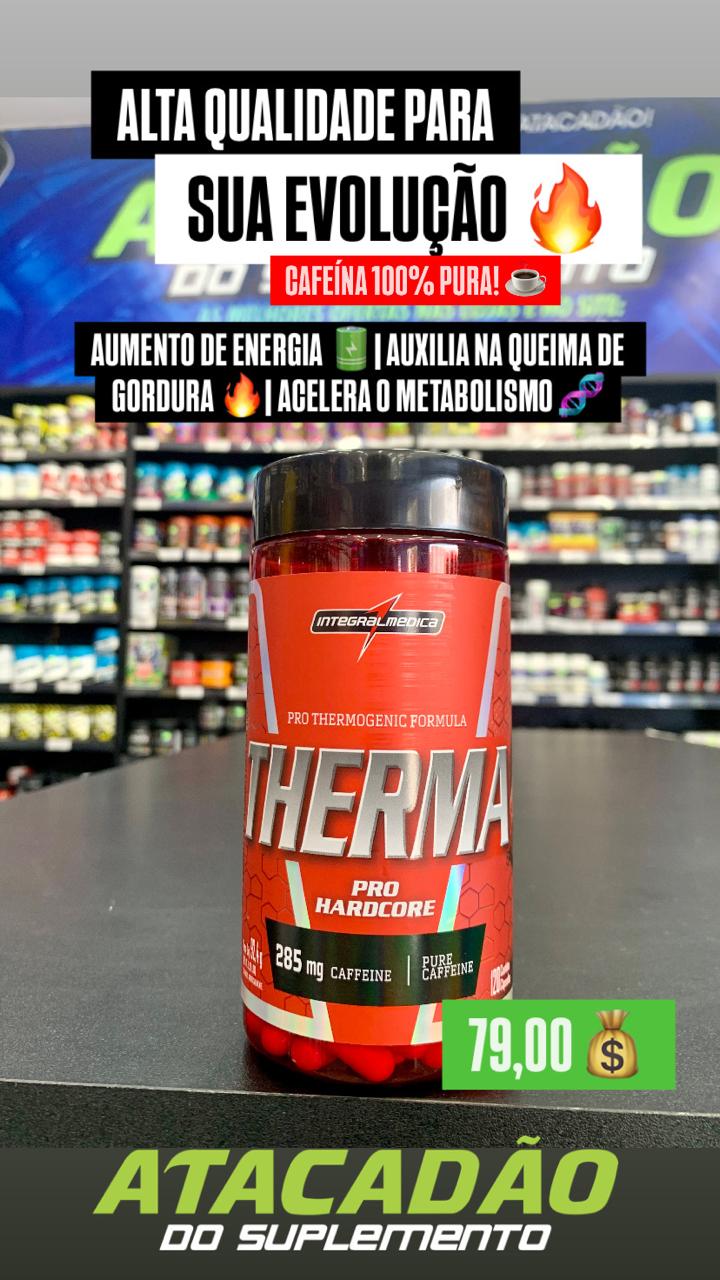 ATACADÃO!
ALTA QUALIDADE PARA
SUA EVOLUÇÃO 🔥
CAFEÍNA 100% PURA! ☕
AUMENTO DE ENERGIA 🔋 | AUXILIA NA QUEIMA DE
GORDURA 🔥 | ACELERA O METABOLISMO 🧬
INTEGRALMEDICA
PRO THERMOGENIC FORMULA
THERMA
PRO
HARDCORE
285 mg CAFFEINE | PURE
CAFFEINE
79,00 💰
ATACADÃO
DO SUPLEMENTO